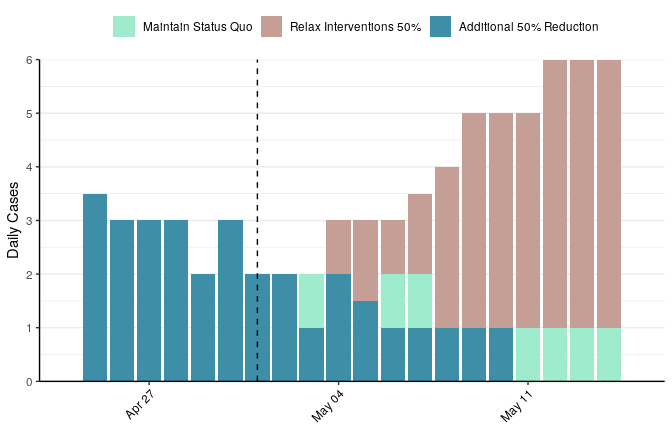 Maintain Status Quo Relax Interventions 50% Additional 50% Reduction
Daily Cases
6
5
4
3
2
1
0
Apr 27
May 04
May 11